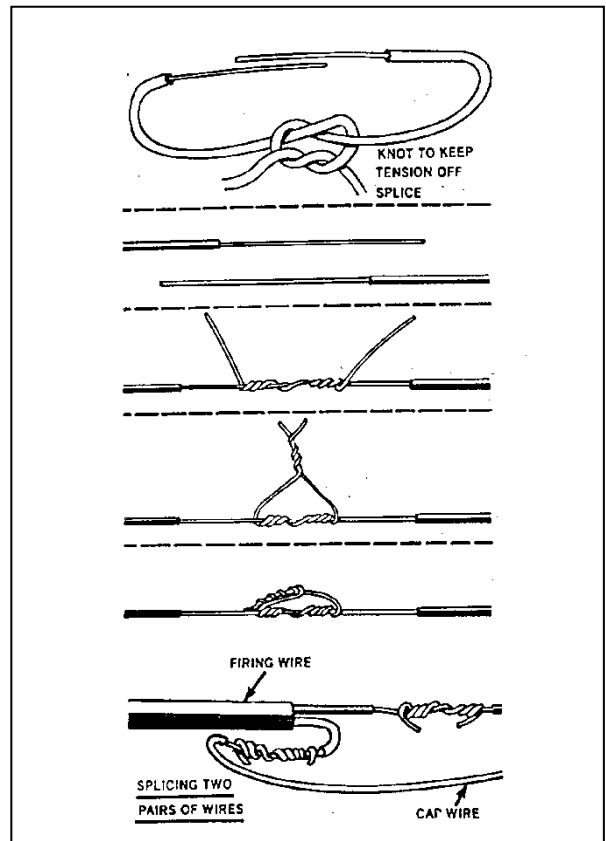 KNOT TO KEEP
TENSION OFF
SPLICE
FIRING WIRE
SPLICING TWO
PAIRS OF WIRES
CAP WIRE